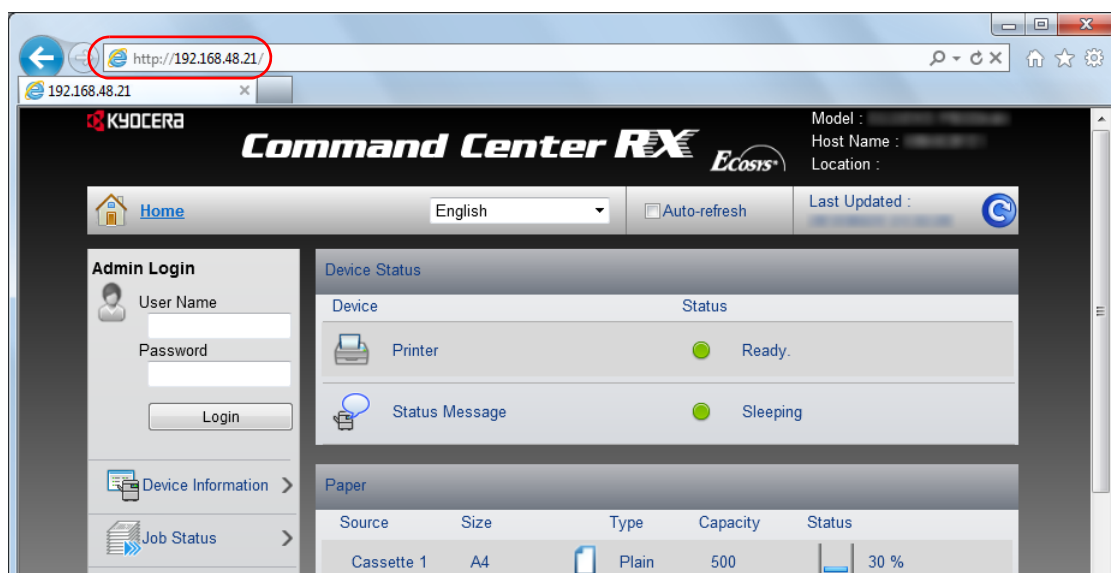 http://192.168.48.21/
192.168.48.21
KYOCERA
Command Center RX
Ecosys
Model :
Host Name :
Location :
Home
English
Auto-refresh
Last Updated :
Admin Login
User Name
Password
Login
Device Information
Job Status
Device Status
Device Status
Printer Ready.
Status Message Sleeping
Paper
Source Size Type Capacity Status
Cassette 1 A4 Plain 500 30 %